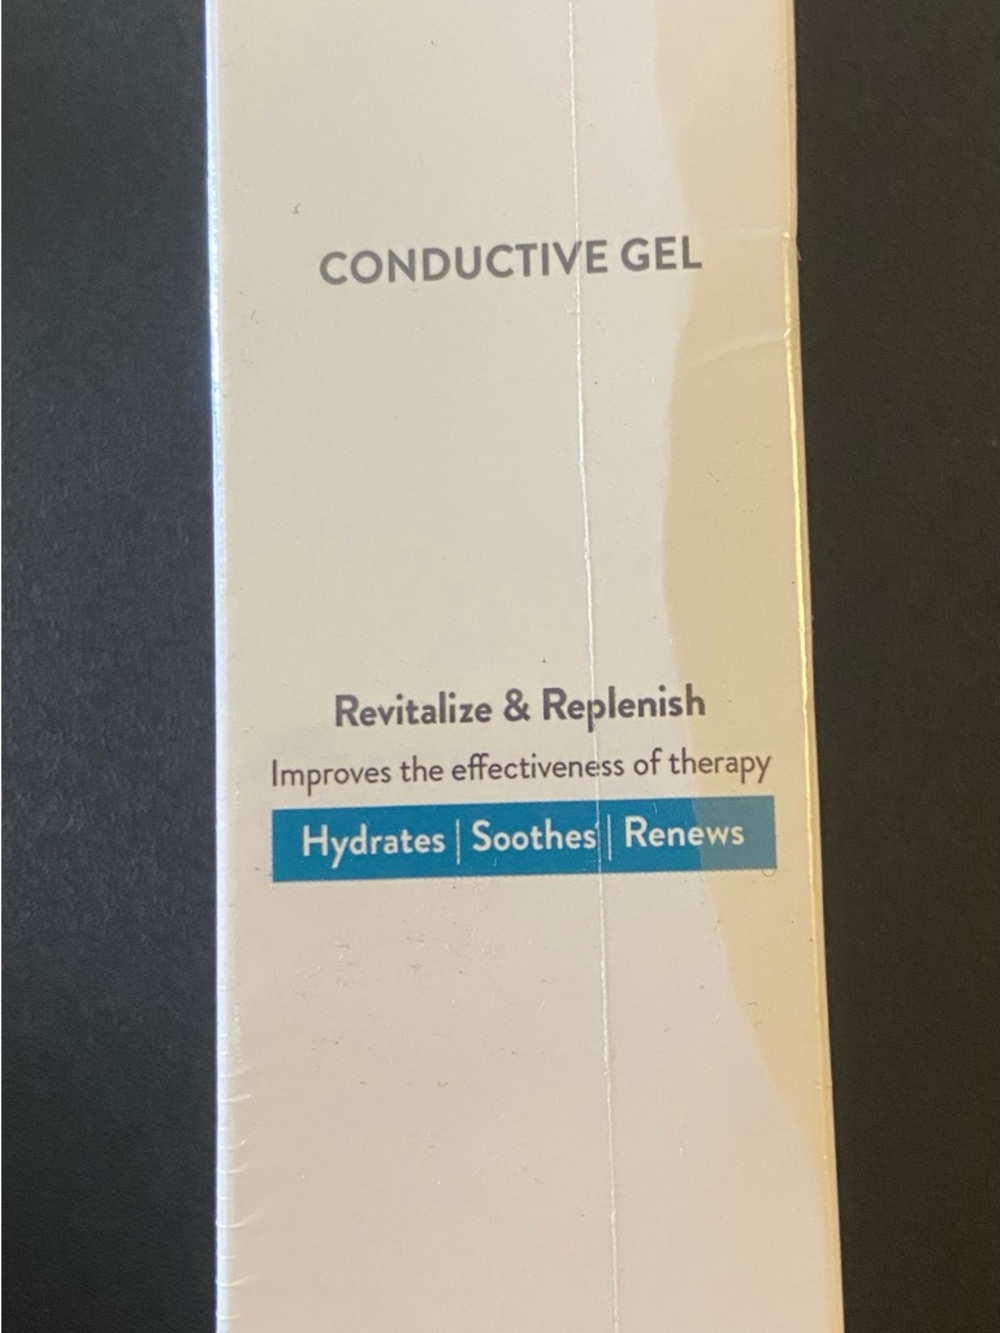 CONDUCTIVE GEL
Revitalize & Replenish
Improves the effectiveness of therapy
Hydrates | Soothes | Renews